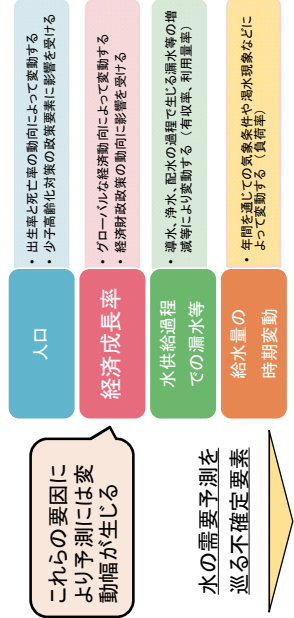 これらの要因に
より予測には変
動幅が生じる
水の需要予測を
巡る不確定要素
人口
• 出生率と死亡率の動向によって変動する
• 少子高齢化対策の政策要素に影響を受ける
経済成長率
• グローバルな経済動向によって変動する
• 経済財政政策の動向に影響を受ける
水供給過程
での漏水等
• 導水、浄水、配水の過程で生じる漏水等の増
減等により変動する（有収率、利用量率）
給水量の
時期変動
• 年間を通じての気象条件や渇水現象などに
よって変動する（負荷率）